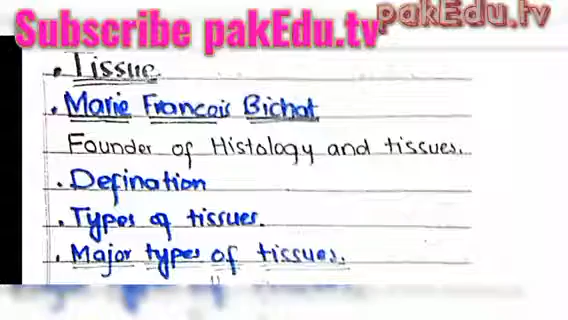 Subscribe pakEdu.tv
pakEdu.tv
. Tissue
. Marie Francois Bichat
Founder of Histology and tissues.
. Defination
. Types of tissues.
. Major types of tissues.